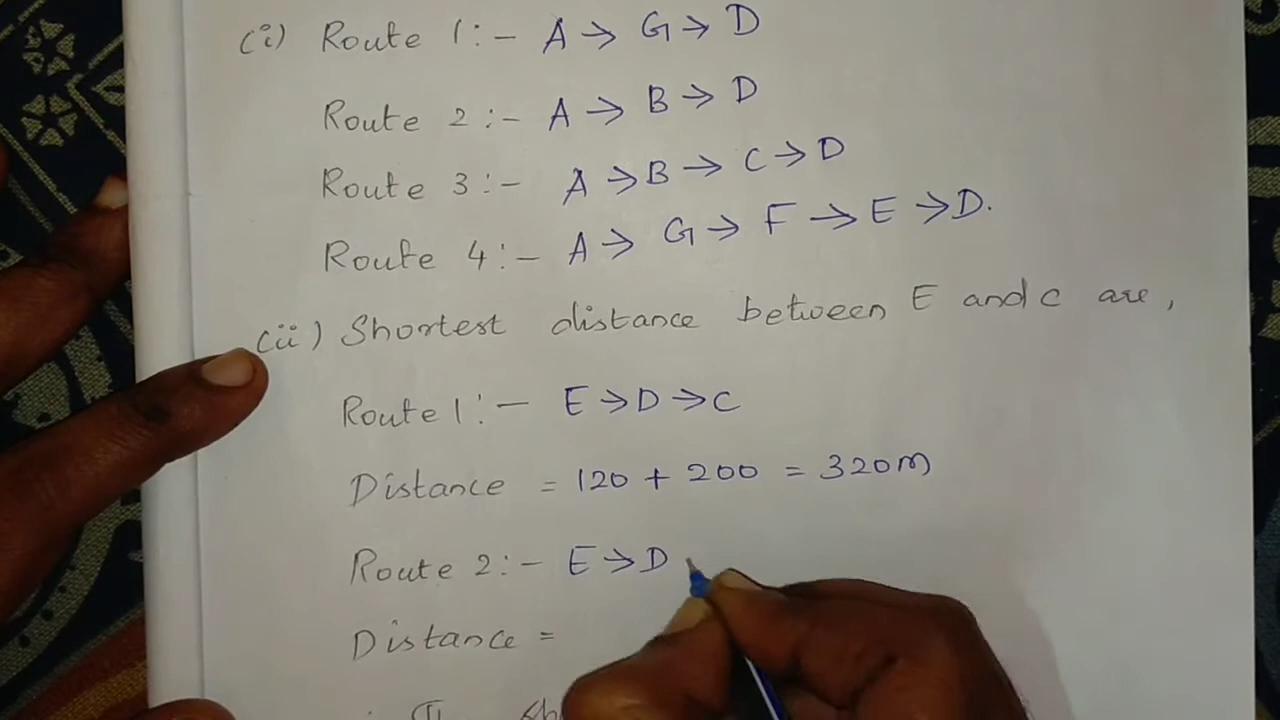 (i) Route 1:- A → G → D
Route 2:- A → B → D
Route 3:- A → B → C → D
Route 4:- A → G → F → E → D.
(ii) Shortest distance between E and c are,
Route 1:- E → D → C
Distance = 120 + 200 = 320m
Route 2:- E → D
Distance =